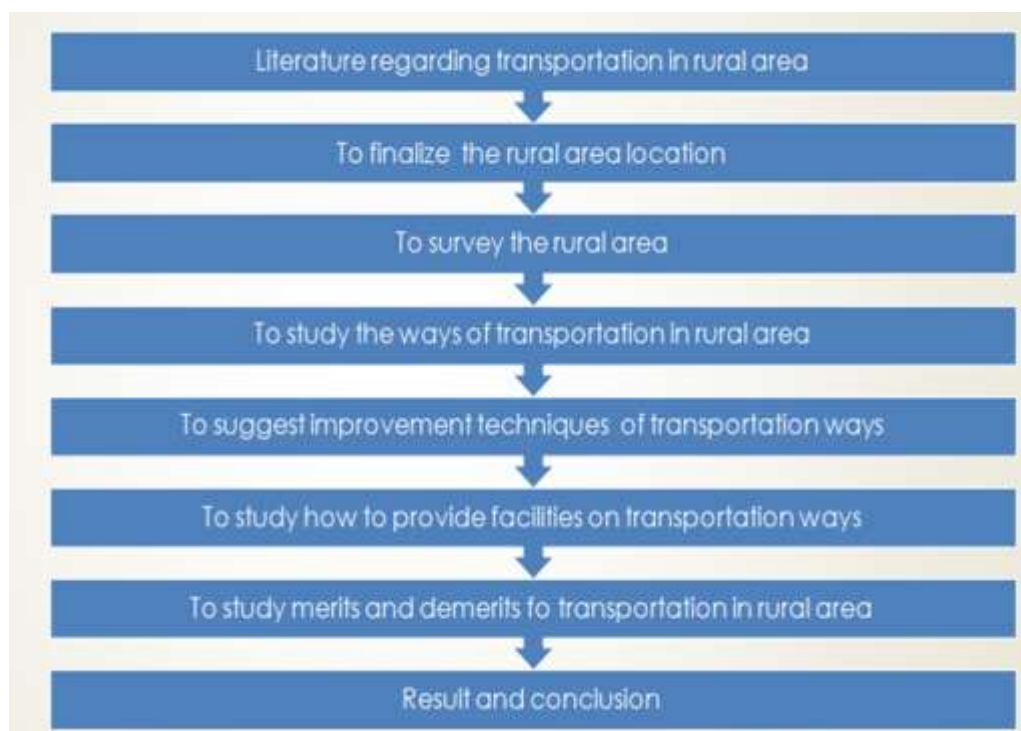 Literature regarding transportation in rural area
To finalize the rural area location
To survey the rural area
To study the ways of transportation in rural area
To suggest improvement techniques of transportation ways
To study how to provide facilities on transportation ways
To study merits and demerits fo transportation in rural area
Result and conclusion